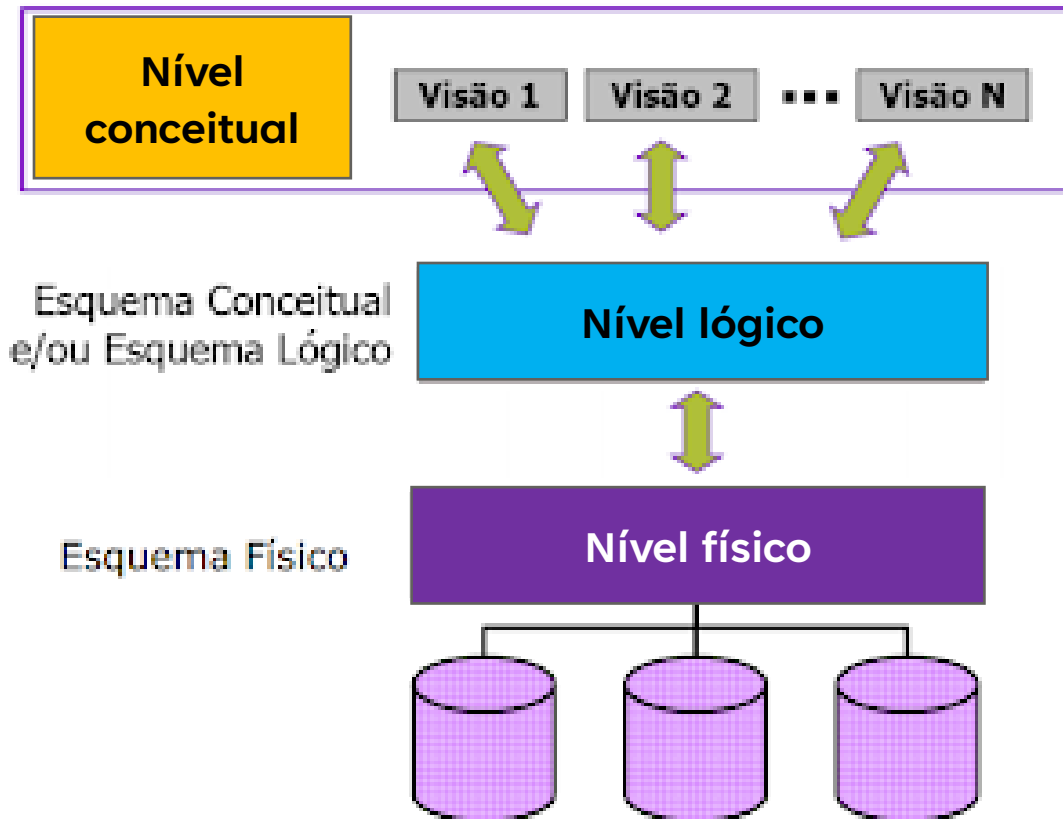 Nível
conceitual
Visão 1
Visão 2
...
Visão N
Esquema Conceitual
e/ou Esquema Lógico
Nível lógico
Esquema Físico
Nível físico